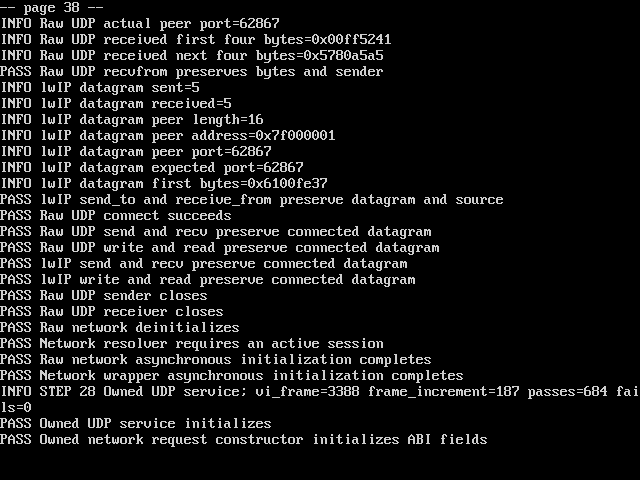 -- page 38 --
INFO Raw UDP actual peer port=62867
INFO Raw UDP received first four bytes=0x00ff5241
INFO Raw UDP received next four bytes=0x5780a5a5
PASS Raw UDP recvfrom preserves bytes and sender
INFO lwIP datagram sent=5
INFO lwIP datagram received=5
INFO lwIP datagram peer length=16
INFO lwIP datagram peer address=0x7f000001
INFO lwIP datagram peer port=62867
INFO lwIP datagram expected port=62867
INFO lwIP datagram first bytes=0x6100fe37
PASS lwIP send_to and receive_from preserve datagram and source
PASS Raw UDP connect succeeds
PASS Raw UDP send and recv preserve connected datagram
PASS Raw UDP write and read preserve connected datagram
PASS lwIP send and recv preserve connected datagram
PASS lwIP write and read preserve connected datagram
PASS Raw UDP sender closes
PASS Raw UDP receiver closes
PASS Raw network deinitializes
PASS Network resolver requires an active session
PASS Raw network asynchronous initialization completes
PASS Network wrapper asynchronous initialization completes
INFO STEP 28 Owned UDP service; vi_frame=3388 frame_increment=187 passes=684 fai
ls=0
PASS Owned UDP service initializes
PASS Owned network request constructor initializes ABI fields